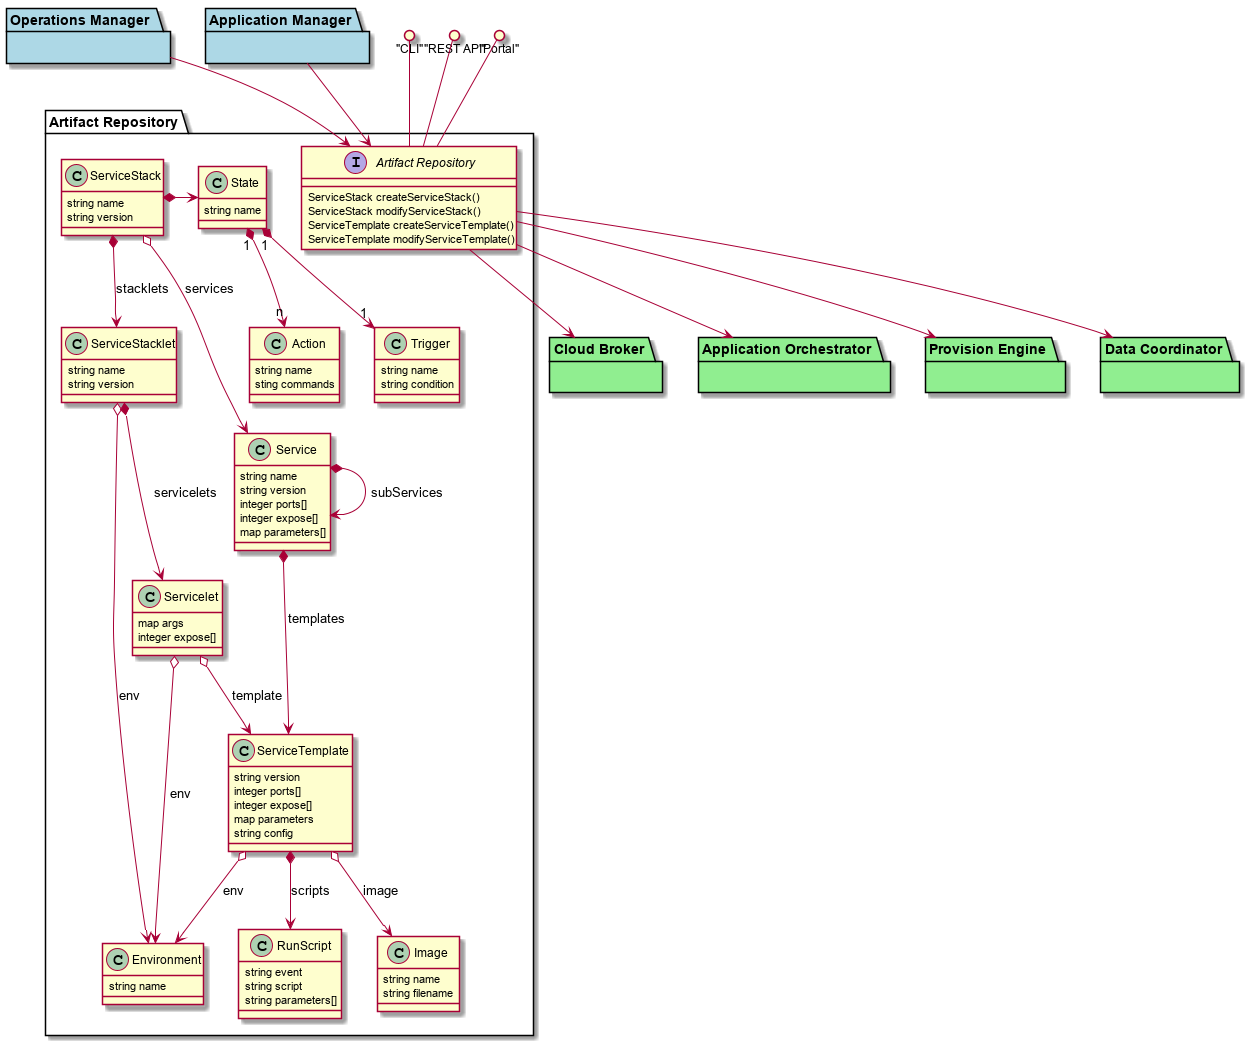 Operations Manager
Application Manager
"CLI"
"REST API"
"Portal"
Artifact Repository
I
Artifact Repository
ServiceStack createServiceStack()
ServiceStack modifyServiceStack()
ServiceTemplate createServiceTemplate()
ServiceTemplate modifyServiceTemplate()
C
ServiceStack
string name
string version
C
State
string name
1
1
stacklets
services
n
1
C
ServiceStacklet
string name
string version
C
Action
string name
sting commands
C
Trigger
string name
string condition
Cloud Broker
Application Orchestrator
Provision Engine
Data Coordinator
C
Service
string name
string version
integer ports[]
integer expose[]
map parameters[]
subServices
servicelets
C
Servicelet
map args
integer expose[]
templates
env
template
C
ServiceTemplate
string version
integer ports[]
integer expose[]
map parameters
string config
env
env
scripts
image
C
Environment
string name
C
RunScript
string event
string script
string parameters[]
C
Image
string name
string filename